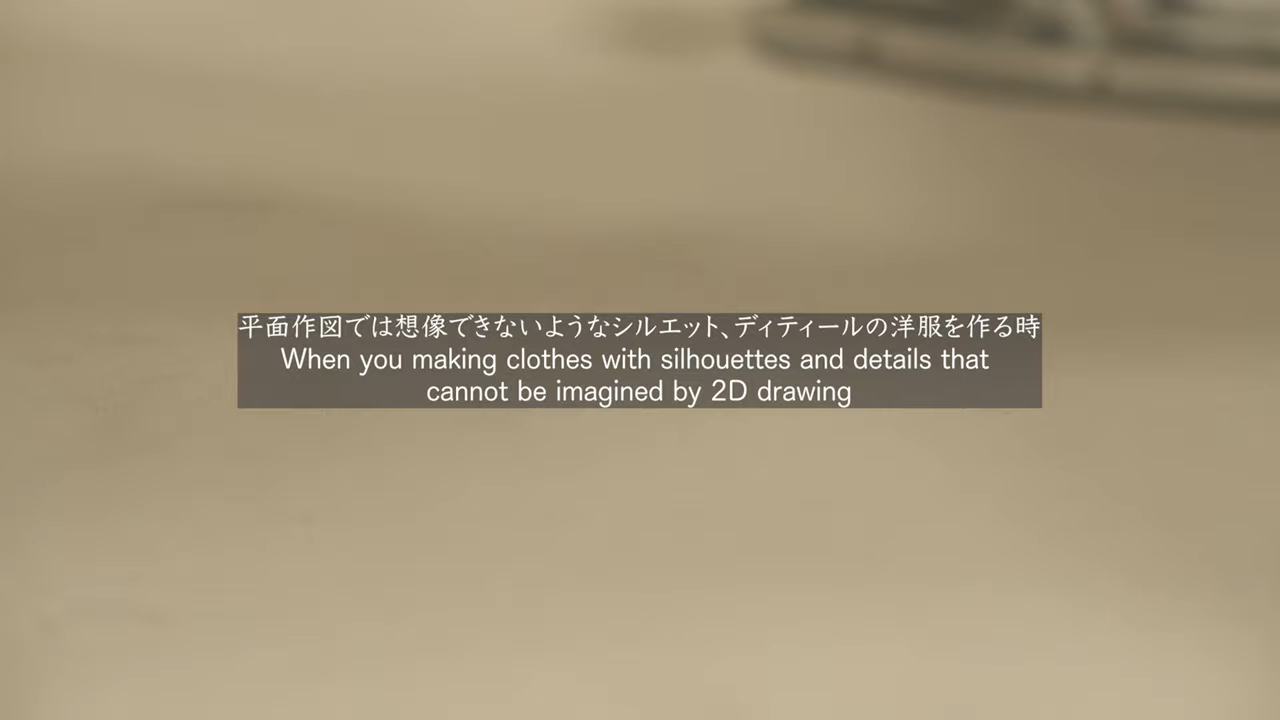 平面作図では想像できないようなシルエット、ディティールの洋服を作る時
When you making clothes with silhouettes and details that
cannot be imagined by 2D drawing